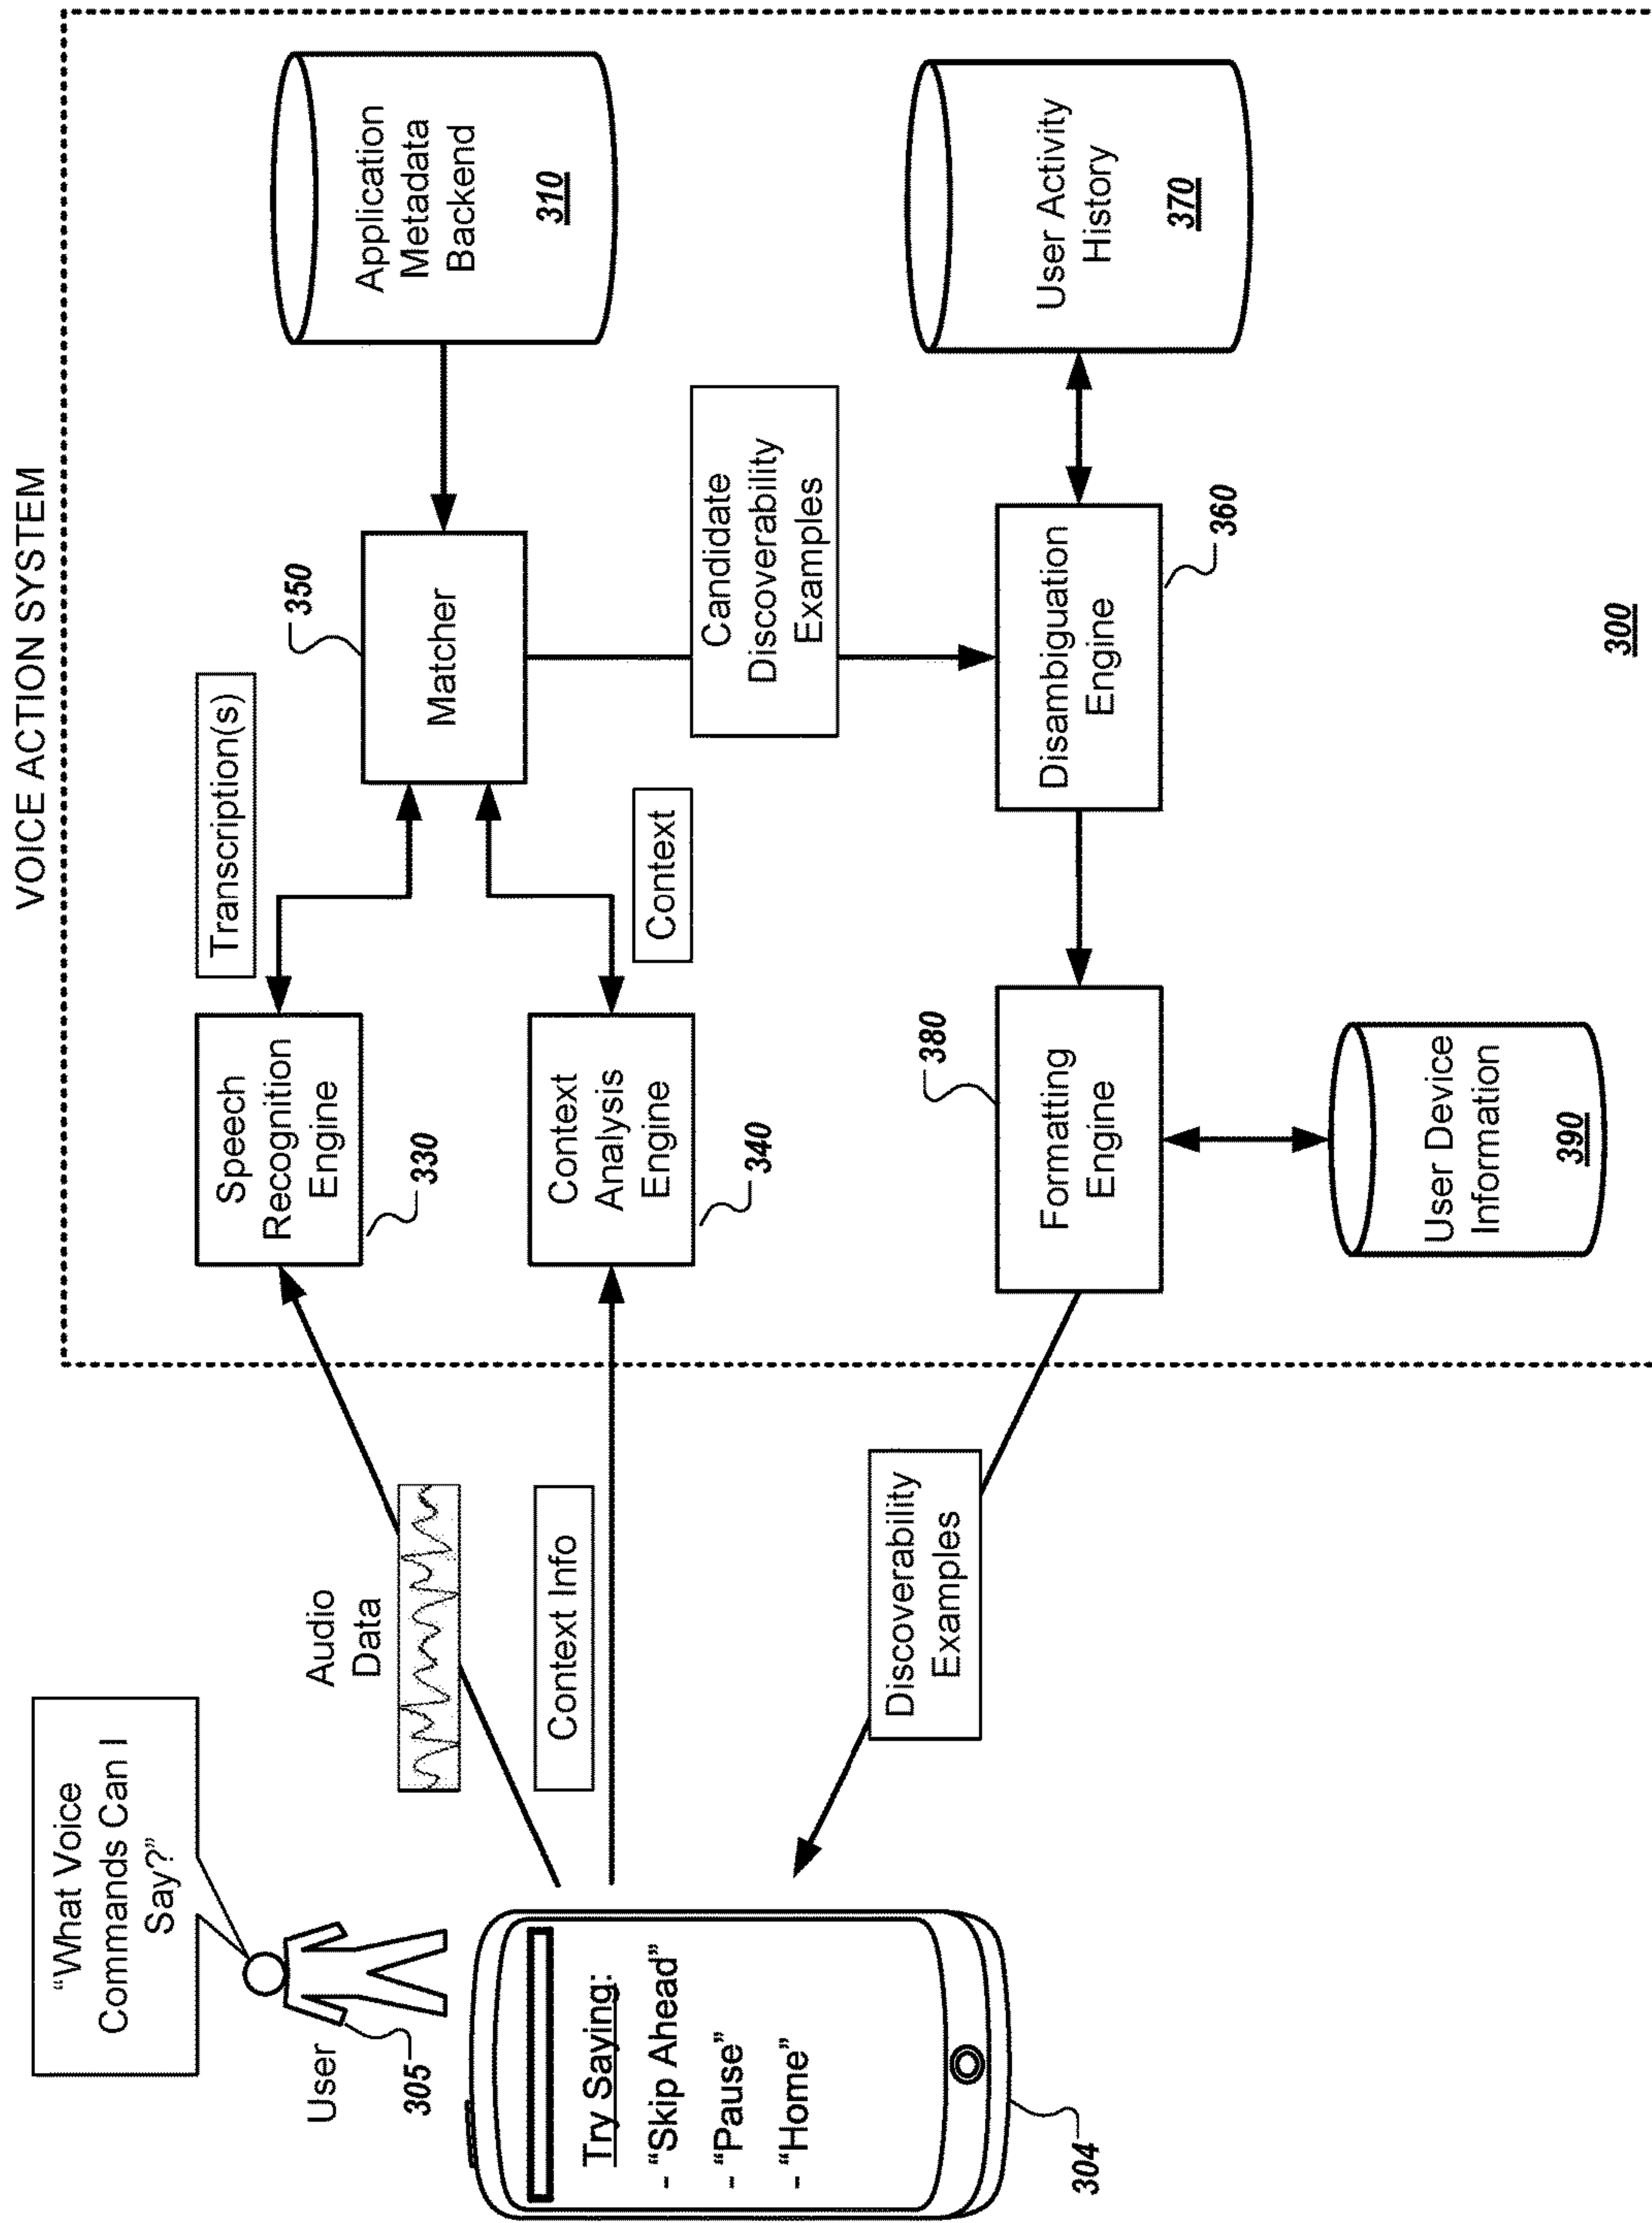 VOICE ACTION SYSTEM
“What Voice
Commands Can I
Say?”
User
305
Audio
Data
Context Info
Try Saying:
- “Skip Ahead”
- “Pause”
- “Home”
304
Discoverability
Examples
Speech
Recognition
Engine
330
Transcription(s)
Context
Analysis
Engine
340
Context
350
Matcher
Application
Metadata
Backend
310
Candidate
Discoverability
Examples
380
Formatting
Engine
Disambiguation
Engine
360
User Activity
History
370
User Device
Information
390
300